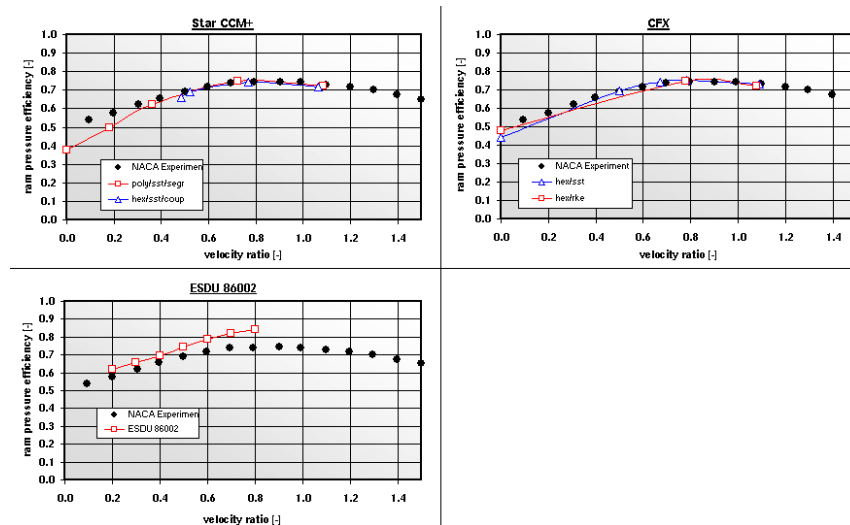 Star CCM+
1.0
0.9
0.8
0.7
0.6
0.5
0.4
0.3
0.2
0.1
0.0
ram pressure efficiency [-]
NACA Experimen
poly/sst/segr
hex/sst/coup
0.0 0.2 0.4 0.6 0.8 1.0 1.2 1.4
velocity ratio [-]
CFX
1.0
0.9
0.8
0.7
0.6
0.5
0.4
0.3
0.2
0.1
0.0
ram pressure efficiency [-]
NACA Experiment
hex/sst
hex/rke
0.0 0.2 0.4 0.6 0.8 1.0 1.2 1.4
velocity ratio [-]
ESDU 86002
1.0
0.9
0.8
0.7
0.6
0.5
0.4
0.3
0.2
0.1
0.0
ram pressure efficiency [-]
NACA Experimen
ESDU 86002
0.0 0.2 0.4 0.6 0.8 1.0 1.2 1.4
velocity ratio [-]